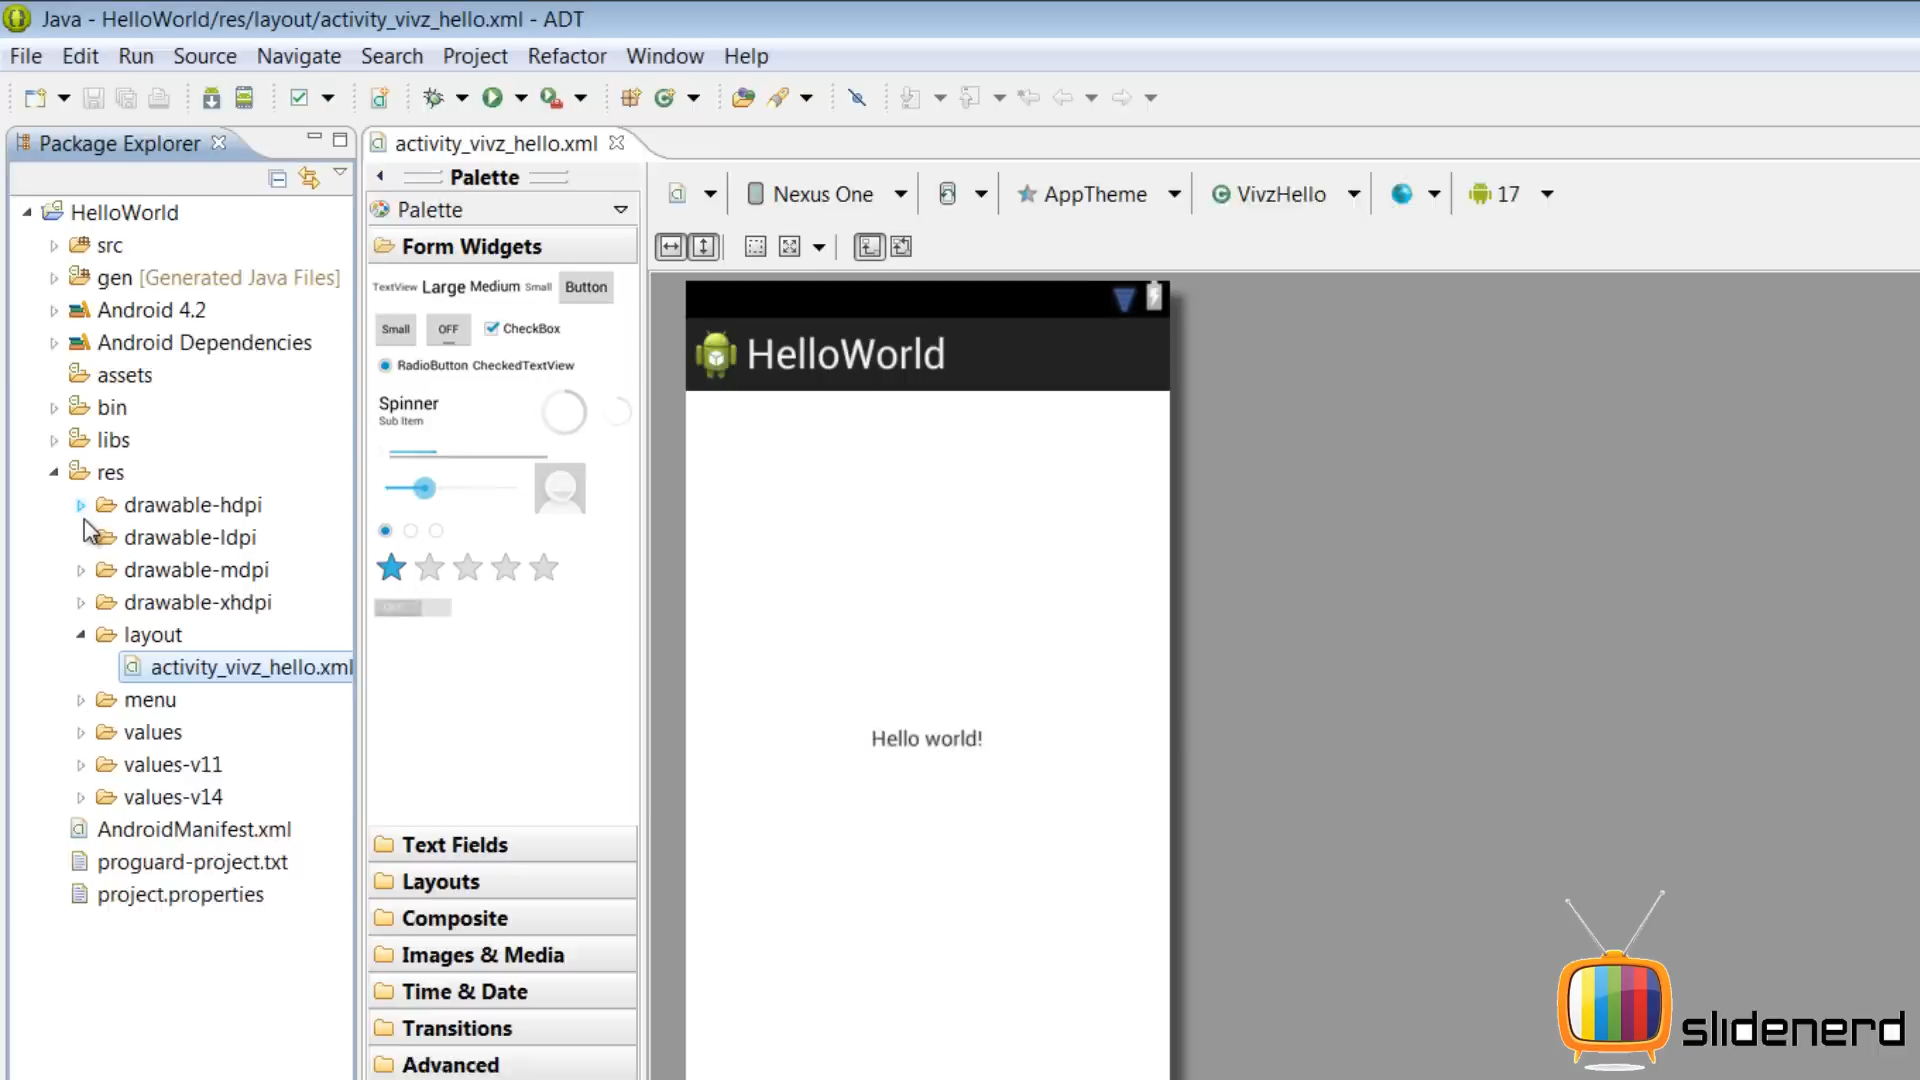 Java - HelloWorld/res/layout/activity_vivz_hello.xml - ADT
File Edit Run Source Navigate Search Project Refactor Window Help
Package Explorer
HelloWorld
src
gen [Generated Java Files]
Android 4.2
Android Dependencies
assets
bin
libs
res
drawable-hdpi
drawable-ldpi
drawable-mdpi
drawable-xhdpi
layout
activity_vivz_hello.xml
menu
values
values-v11
values-v14
AndroidManifest.xml
proguard-project.txt
project.properties
activity_vivz_hello.xml
Palette
Palette
Form Widgets
TextView Large Medium Small Button
Small OFF CheckBox
RadioButton CheckedTextView
Spinner
Sub Item
Text Fields
Layouts
Composite
Images & Media
Time & Date
Transitions
Advanced
Nexus One AppTheme VivzHello 17
HelloWorld
Hello world!
slidenerd